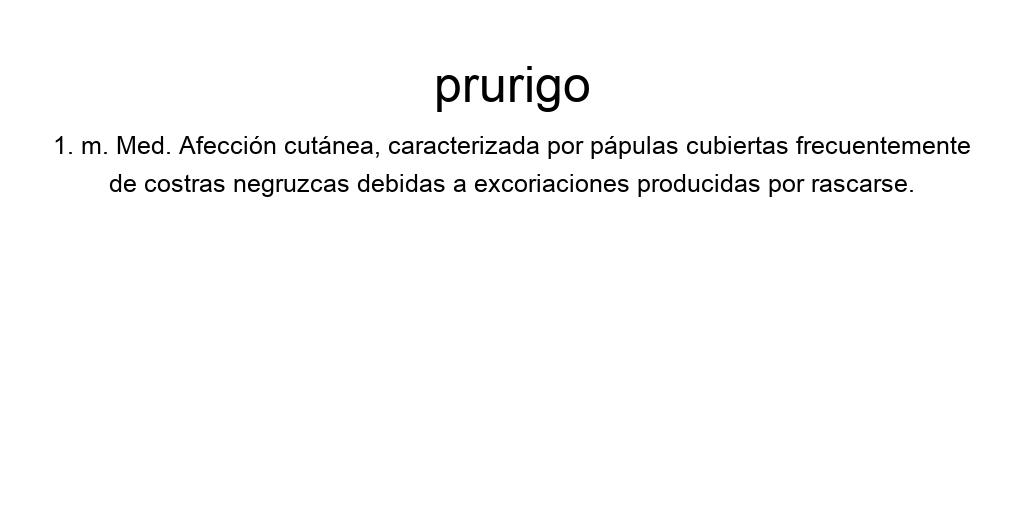 prurigo
1. m. Med. Afección cutánea, caracterizada por pápulas cubiertas frecuentemente
de costras negruzcas debidas a excoriaciones producidas por rascarse.